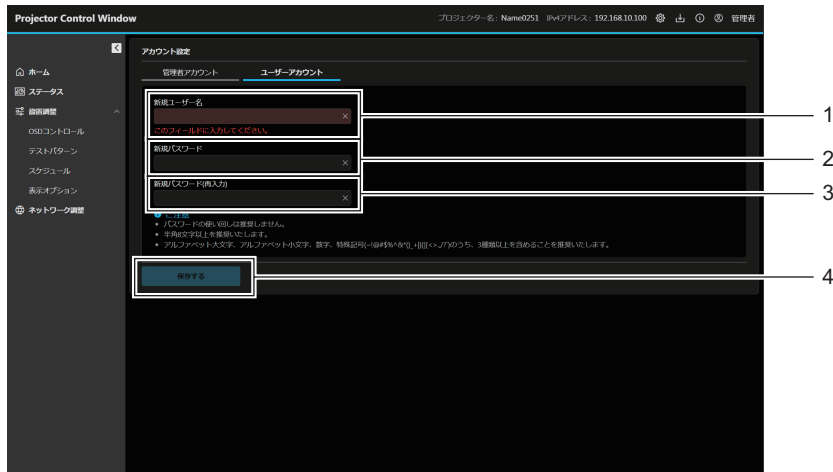 Projector Control Window
プロジェクター名: Name0251 IPv4アドレス: 192.168.10.100 管理者
アカウント設定
ホーム
管理者アカウント ユーザーアカウント
ステータス
設置調整
OSDコントロール
テストパターン
スケジュール
表示オプション
ネットワーク調整
新規ユーザー名
このフィールドに入力してください。
新規パスワード
新規パスワード(再入力)
ご注意
• パスワードの使い回しは推奨しません。
• 半角8文字以上を推奨いたします。
• アルファベット大文字、アルファベット小文字、数字、特殊記号のうち、3種類以上を含めることを推奨いたします。
保存する
1
2
3
4